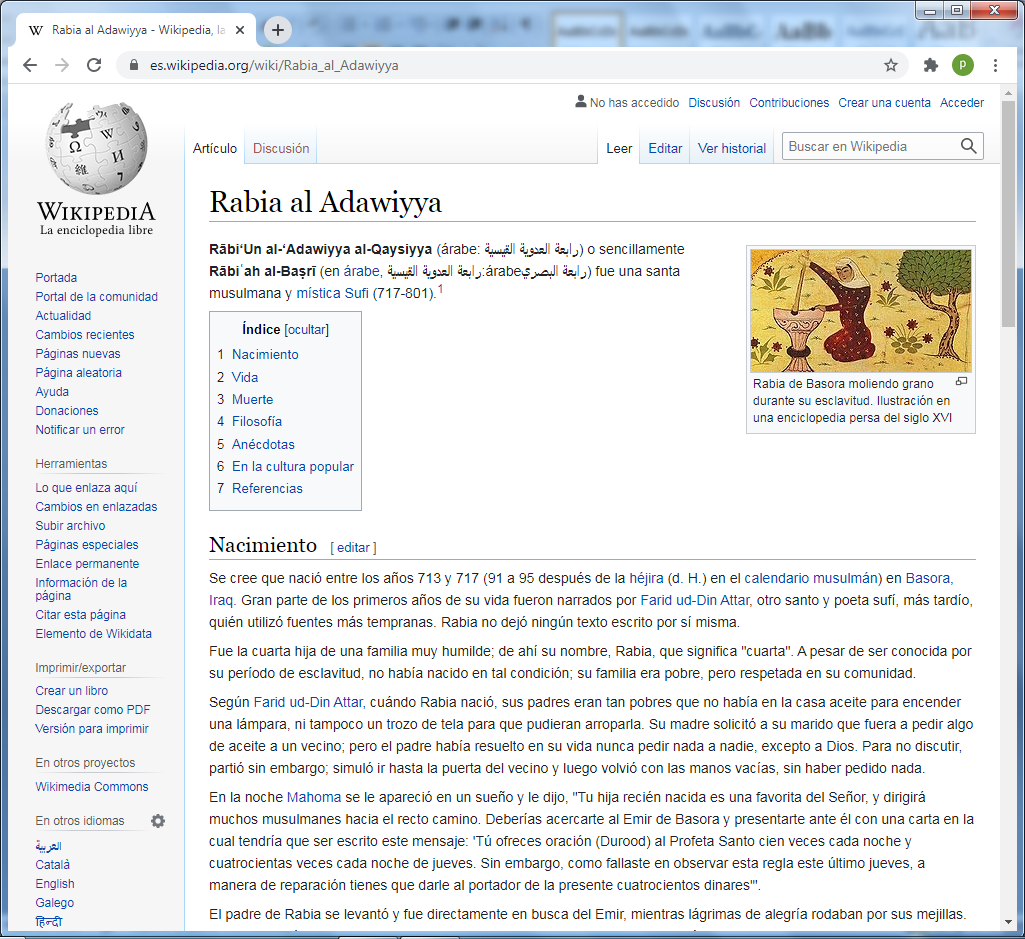 Rabia al Adawiyya - Wikipedia, la
es.wikipedia.org/wiki/Rabia_al_Adawiyya
p
No has accedido Discusión Contribuciones Crear una cuenta Acceder
Artículo Discusión Leer Editar Ver historial Buscar en Wikipedia
WIKIPEDIA
La enciclopedia libre
Portada
Portal de la comunidad
Actualidad
Cambios recientes
Páginas nuevas
Página aleatoria
Ayuda
Donaciones
Notificar un error
Herramientas
Lo que enlaza aquí
Cambios en enlazadas
Subir archivo
Páginas especiales
Enlace permanente
Información de la
página
Citar esta página
Elemento de Wikidata
Imprimir/exportar
Crear un libro
Descargar como PDF
Versión para imprimir
En otros proyectos
Wikimedia Commons
En otros idiomas
العربية
Català
English
Galego
हिन्दी
Rabia al Adawiyya
RābiʻUn al-ʻAdawiyya al-Qaysiyya (árabe: رابعة العدوية القيسية) o sencillamente
Rābiʿah al-Baṣrī (en árabe, رابعة العدوية القيسية:árabeرابعة البصري) fue una santa
musulmana y mística Sufi (717-801).1
Rabia de Basora moliendo grano
durante su esclavitud. Ilustración en
una enciclopedia persa del siglo XVI
Índice [ocultar]
1 Nacimiento
2 Vida
3 Muerte
4 Filosofía
5 Anécdotas
6 En la cultura popular
7 Referencias
Nacimiento [ editar ]
Se cree que nació entre los años 713 y 717 (91 a 95 después de la héjira (d. H.) en el calendario musulmán) en Basora,
Iraq. Gran parte de los primeros años de su vida fueron narrados por Farid ud-Din Attar, otro santo y poeta sufí, más tardío,
quién utilizó fuentes más tempranas. Rabia no dejó ningún texto escrito por sí misma.
Fue la cuarta hija de una familia muy humilde; de ahí su nombre, Rabia, que significa "cuarta". A pesar de ser conocida por
su período de esclavitud, no había nacido en tal condición; su familia era pobre, pero respetada en su comunidad.
Según Farid ud-Din Attar, cuándo Rabia nació, sus padres eran tan pobres que no había en la casa aceite para encender
una lámpara, ni tampoco un trozo de tela para que pudieran arroparla. Su madre solicitó a su marido que fuera a pedir algo
de aceite a un vecino; pero el padre había resuelto en su vida nunca pedir nada a nadie, excepto a Dios. Para no discutir,
partió sin embargo; simuló ir hasta la puerta del vecino y luego volvió con las manos vacías, sin haber pedido nada.
En la noche Mahoma se le apareció en un sueño y le dijo, "Tu hija recién nacida es una favorita del Señor, y dirigirá
muchos musulmanes hacia el recto camino. Deberías acercarte al Emir de Basora y presentarte ante él con una carta en la
cual tendría que ser escrito este mensaje: 'Tú ofreces oración (Durood) al Profeta Santo cien veces cada noche y
cuatrocientas veces cada noche de jueves. Sin embargo, como fallaste en observar esta regla este último jueves, a
manera de reparación tienes que darle al portador de la presente cuatrocientos dinares'".
El padre de Rabia se levantó y fue directamente en busca del Emir, mientras lágrimas de alegría rodaban por sus mejillas.